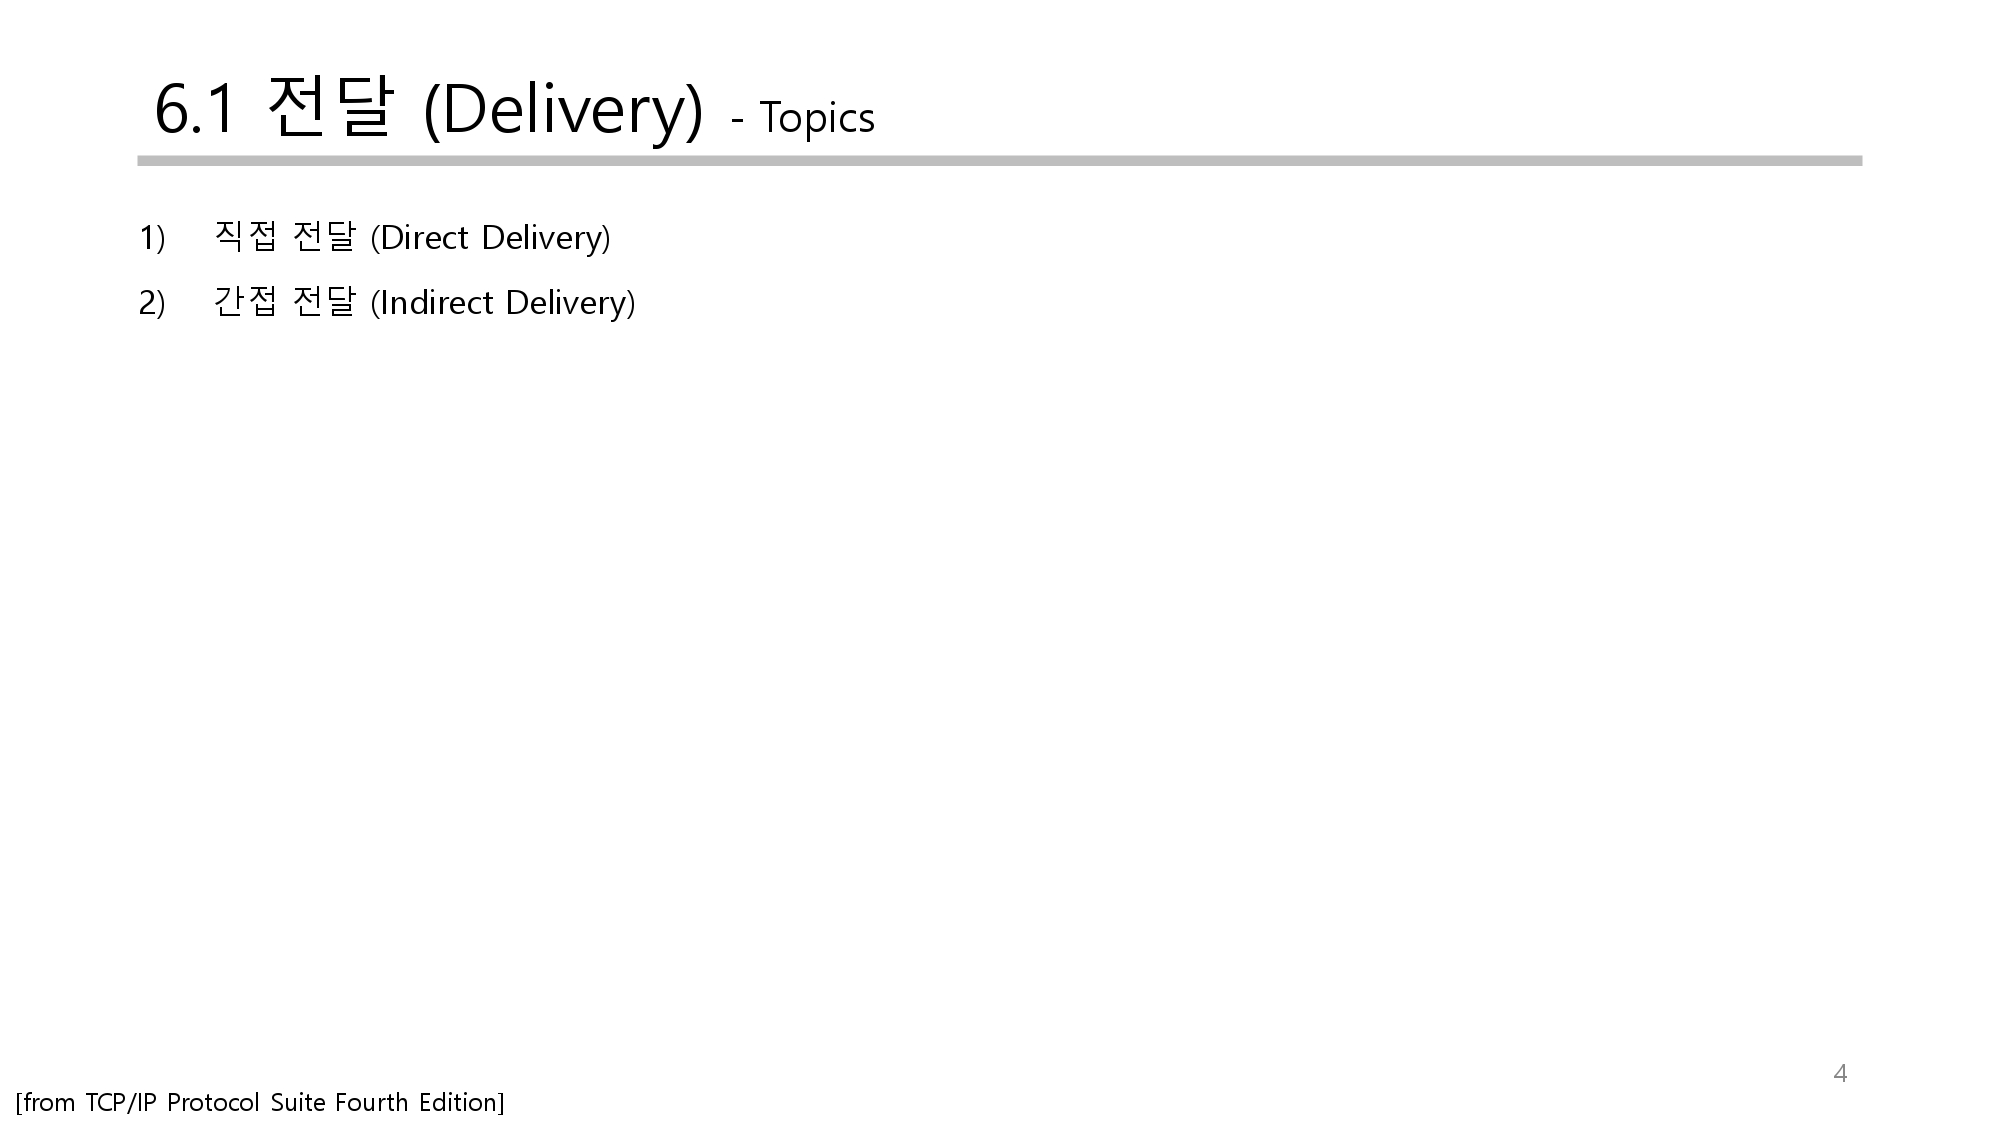 6.1 전달 (Delivery) - Topics
1) 직접 전달 (Direct Delivery)
2) 간접 전달 (Indirect Delivery)
4
[from TCP/IP Protocol Suite Fourth Edition]